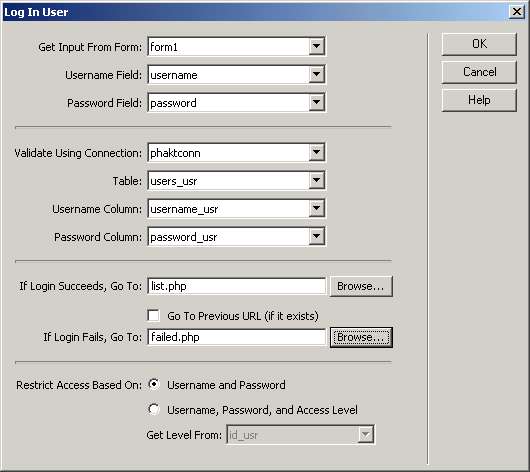 Log In User
Get Input From Form: form1
OK
Username Field: username
Cancel
Password Field: password
Help
Validate Using Connection: phaktconn
Table: users_usr
Username Column: username_usr
Password Column: password_usr
If Login Succeeds, Go To: list.php Browse...
Go To Previous URL (if it exists)
If Login Fails, Go To: failed.php Browse...
Restrict Access Based On: Username and Password
Username, Password, and Access Level
Get Level From: id_usr